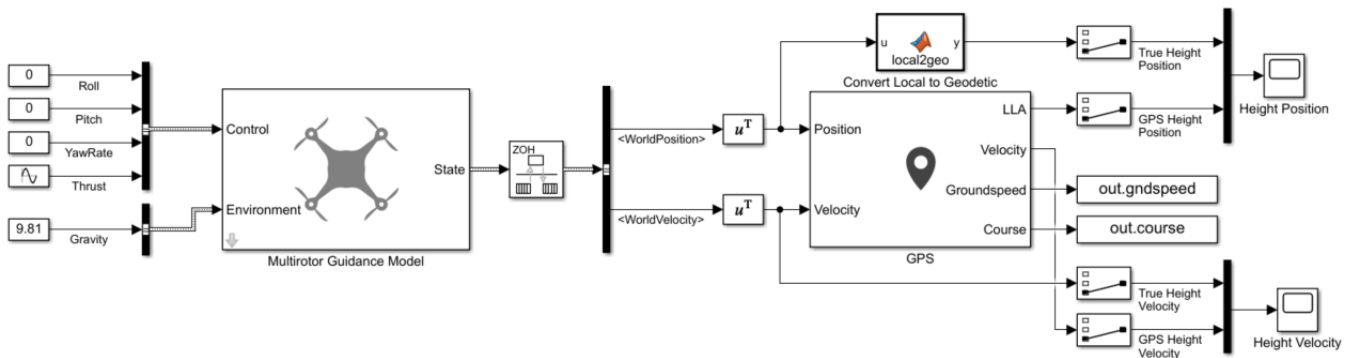 0
Roll
0
Pitch
0
YawRate
Thrust
9.81
Gravity
Control
Environment
State
Multirotor Guidance Model
ZOH
<WorldPosition>
<WorldVelocity>
uᵀ
uᵀ
u
y
local2geo
Convert Local to Geodetic
Position
Velocity
LLA
Velocity
Groundspeed
Course
GPS
True Height
Position
GPS Height
Position
Height Position
out.gndspeed
out.course
True Height
Velocity
GPS Height
Velocity
Height Velocity